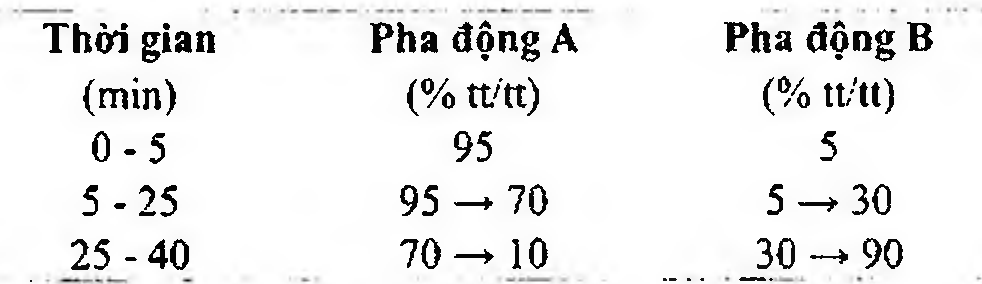 Thời gian Pha động A Pha động B
(min) (% tt/tt) (% tt/tt)
0 - 5 95 5
5 - 25 95 → 70 5 → 30
25 - 40 70 → 10 30 → 90